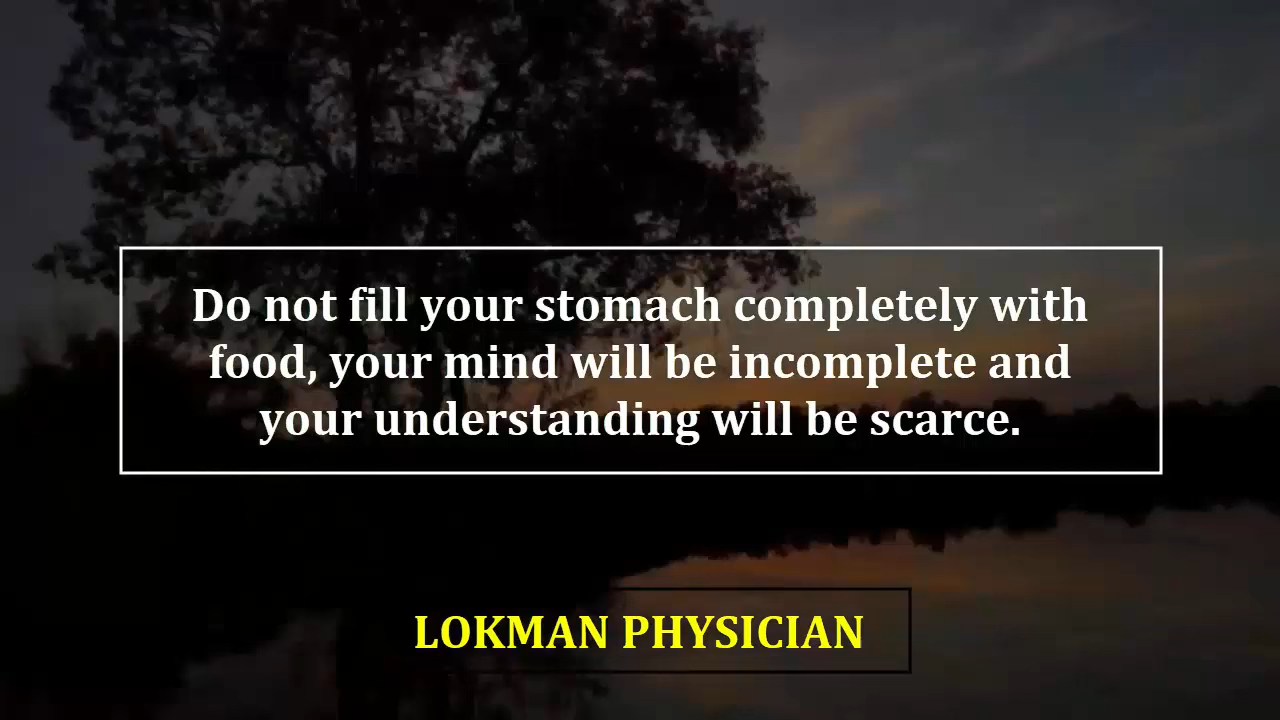 Do not fill your stomach completely with
food, your mind will be incomplete and
your understanding will be scarce.
LOKMAN PHYSICIAN